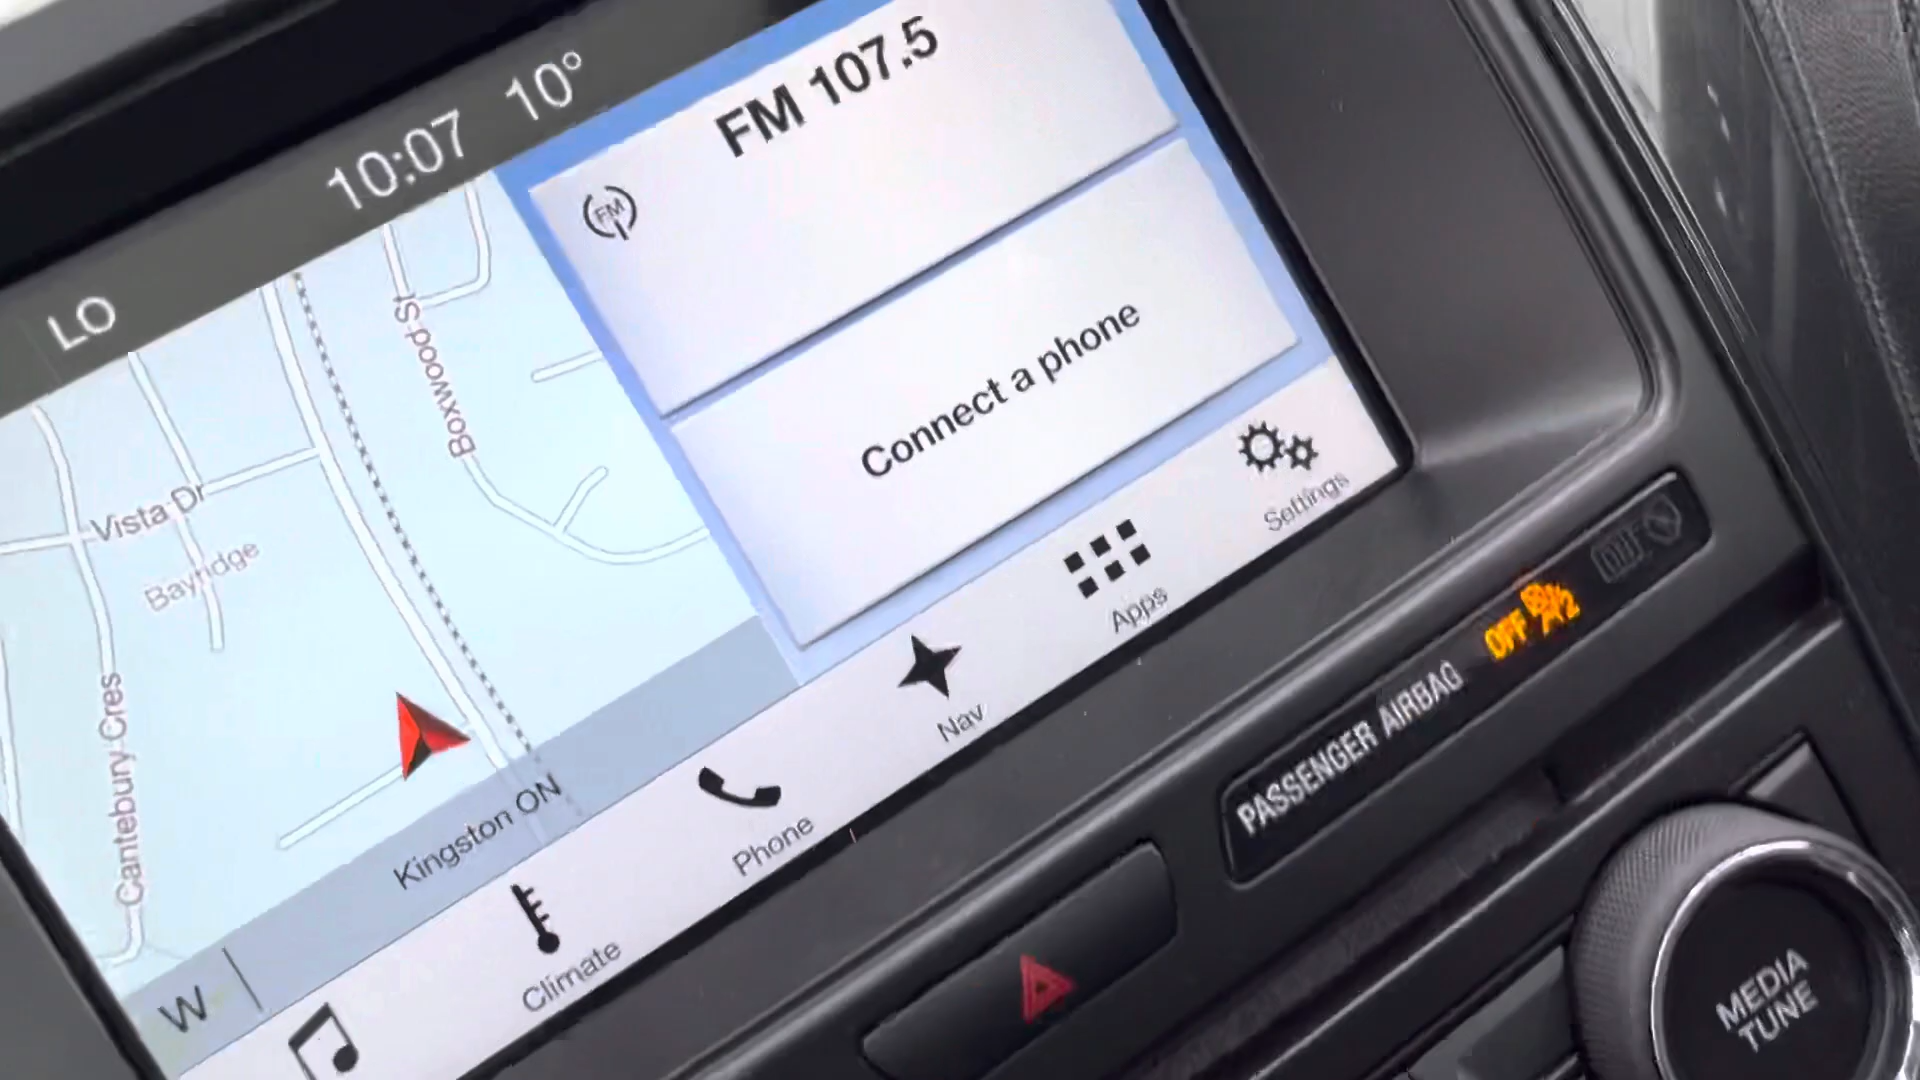 10:07 10°
LO
FM 107.5
FM
Connect a phone
Boxwood St
Vista Dr
Bayridge
Cantebury Cres
Kingston ON
W
Climate
Phone
Nav
Apps
Settings
PASSENGER AIRBAG OFF
MEDIA
TUNE